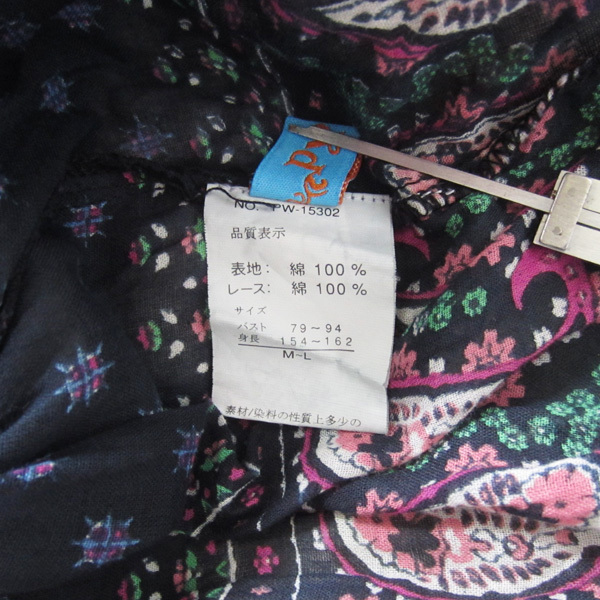 NO. PW-15302
品質表示
表地: 綿 100 %
レース: 綿 100 %
サイズ
バスト 79～94
身長 154～162
M~L
素材/染料の性質上多少の